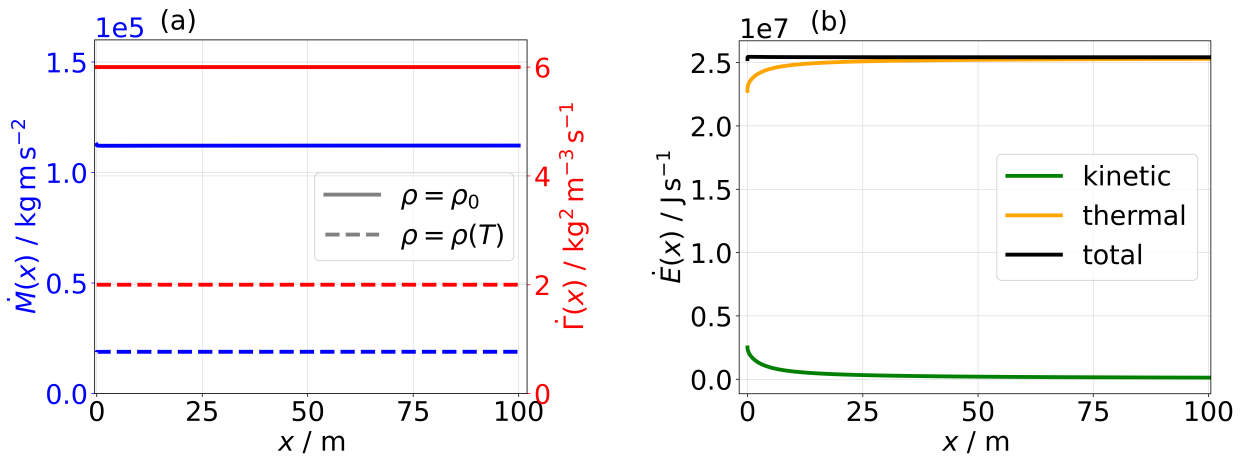 1e5 (a)
1.5
1.0
0.5
0.0
Ṁ(x) / kg m s⁻²
6
4
2
0
Γ̇(x) / kg² m⁻³ s⁻¹
ρ = ρ₀
ρ = ρ(T)
0 25 50 75 100
x / m
1e7 (b)
2.5
2.0
1.5
1.0
0.5
0.0
Ė(x) / J s⁻¹
kinetic
thermal
total
0 25 50 75 100
x / m